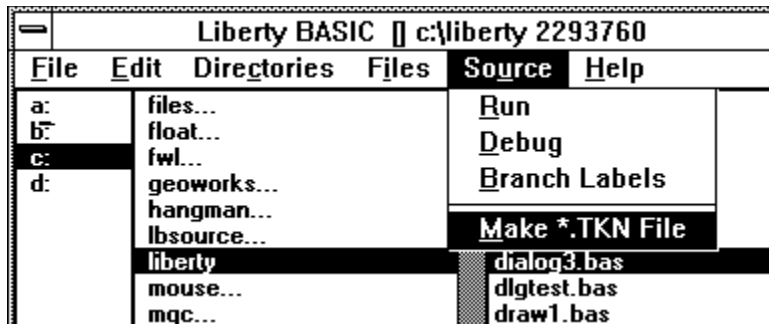 Liberty BASIC [] c:\liberty 2293760
File Edit Directories Files Source Help
a:
b:
c:
d:
files...
float...
fwl...
geoworks...
hangman...
lbsource...
liberty
mouse...
mqc...
Run
Debug
Branch Labels
Make *.TKN File
dialog3.bas
dlgtest.bas
draw1.bas